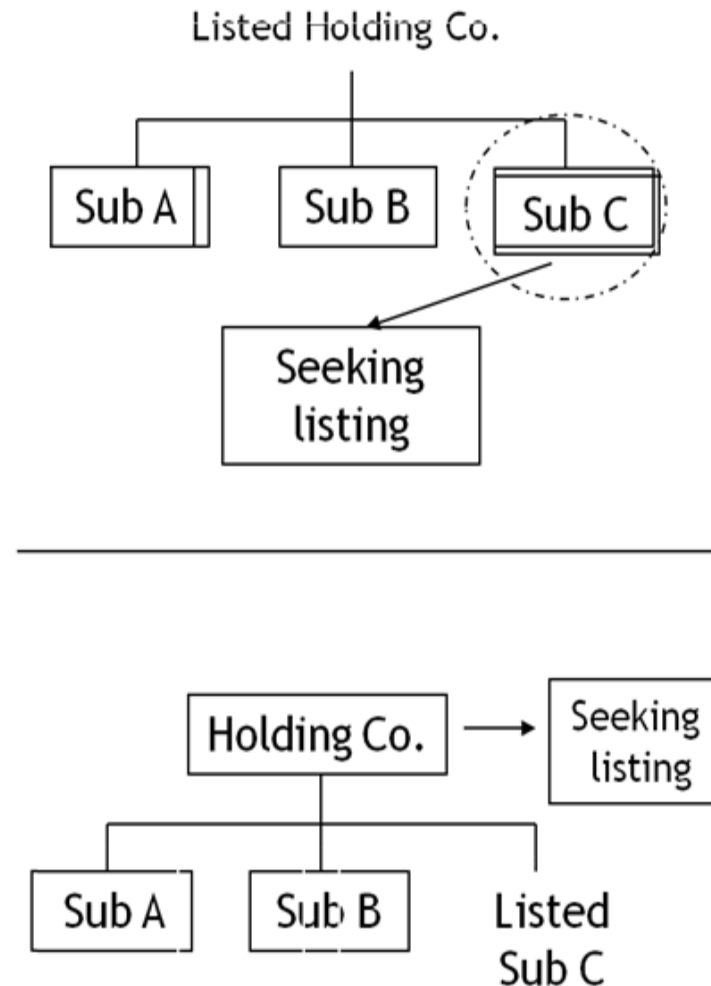 Listed Holding Co.
Sub A
Sub B
Sub C
Seeking
listing
Holding Co.
Seeking
listing
Sub A
Sub B
Listed
Sub C